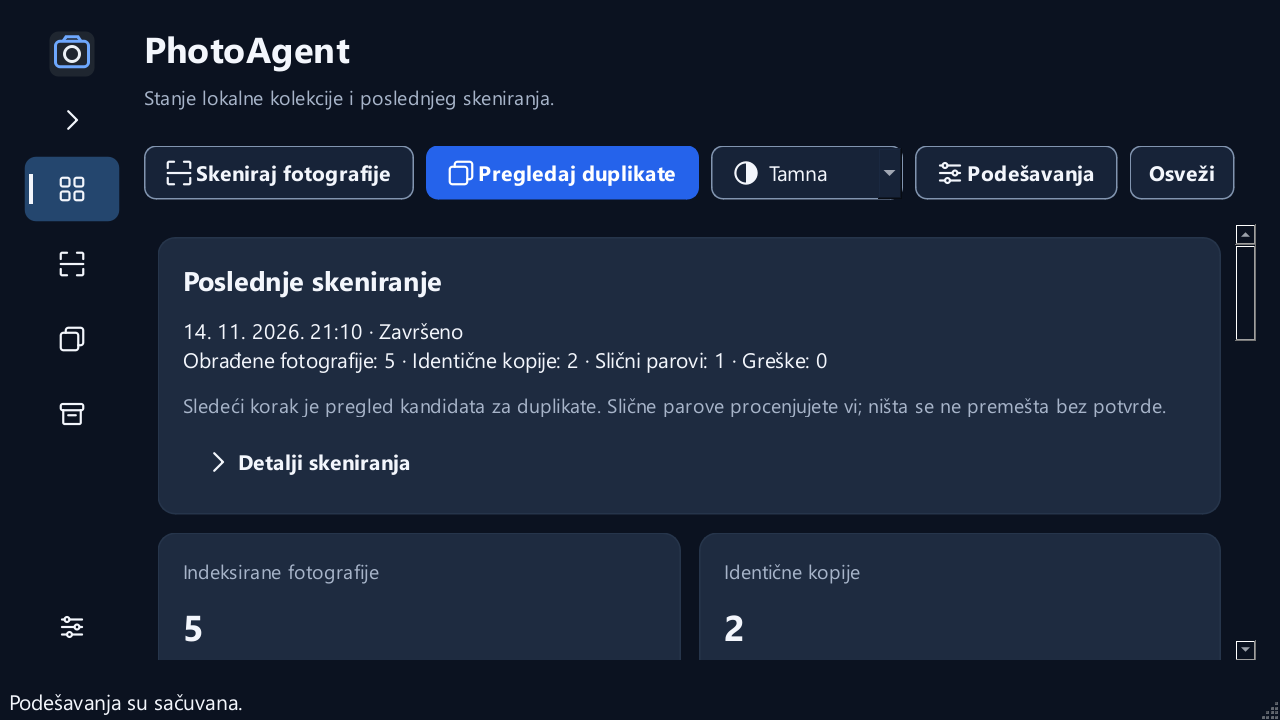 PhotoAgent
Stanje lokalne kolekcije i poslednjeg skeniranja.
Skeniraj fotografije
Pregledaj duplikate
Tamna
Podešavanja
Osveži
Poslednje skeniranje
14. 11. 2026. 21:10 · Završeno
Obrađene fotografije: 5 · Identične kopije: 2 · Slični parovi: 1 · Greške: 0
Sledeći korak je pregled kandidata za duplikate. Slične parove procenjujete vi; ništa se ne premešta bez potvrde.
Detalji skeniranja
Indeksirane fotografije
5
Identične kopije
2
Podešavanja su sačuvana.